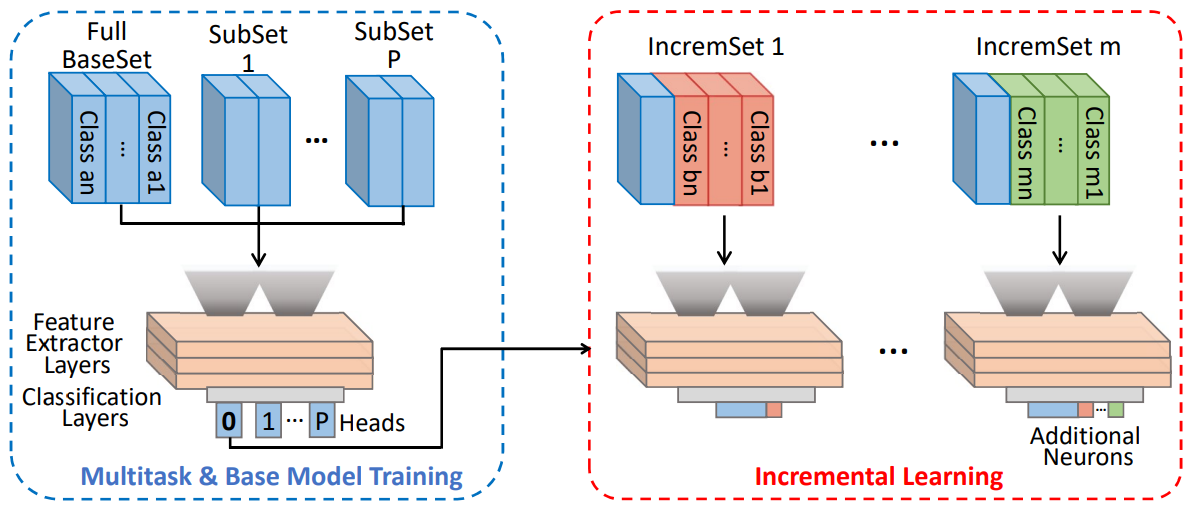 Full
BaseSet
SubSet
1
SubSet
P
Class an
...
Class a1
...
Feature
Extractor
Layers
Classification
Layers
0
1
...
P
Heads
Multitask & Base Model Training
IncremSet 1
Class bn
...
Class b1
...
IncremSet m
Class mn
...
Class m1
...
...
Additional
Neurons
Incremental Learning